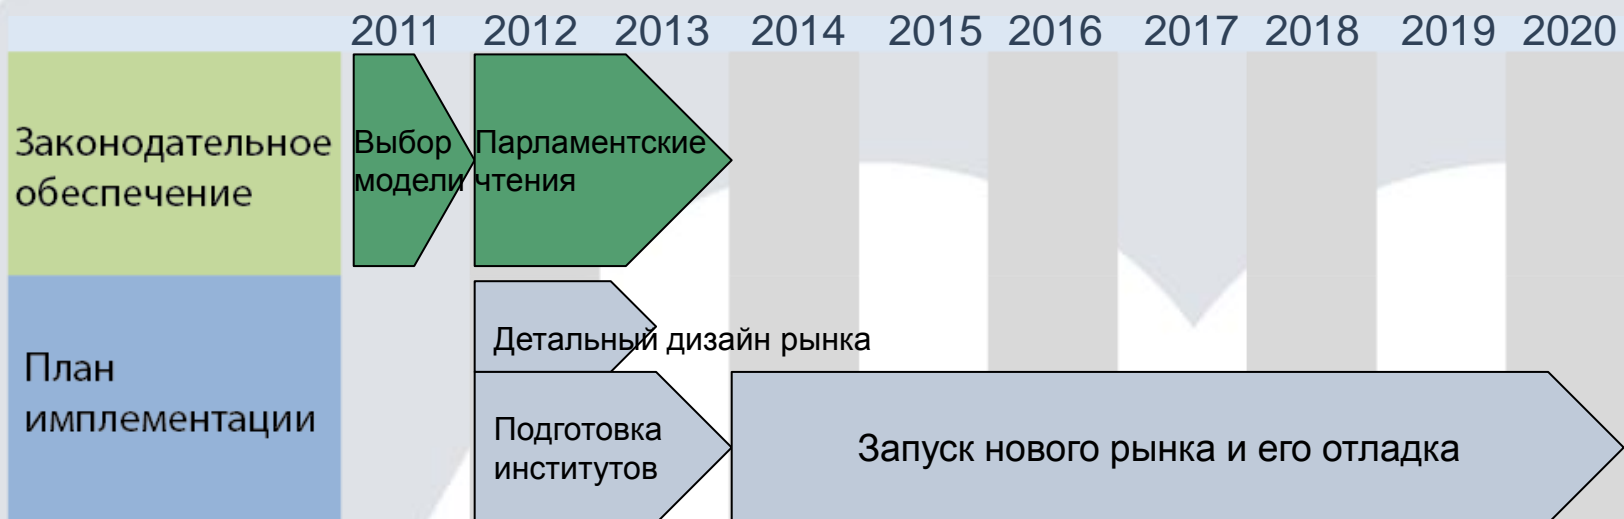 2011 2012 2013 2014 2015 2016 2017 2018 2019 2020
Законодательное
обеспечение
Выбор
модели
Парламентские
чтения
План
имплементации
Детальный дизайн рынка
Подготовка
институтов
Запуск нового рынка и его отладка